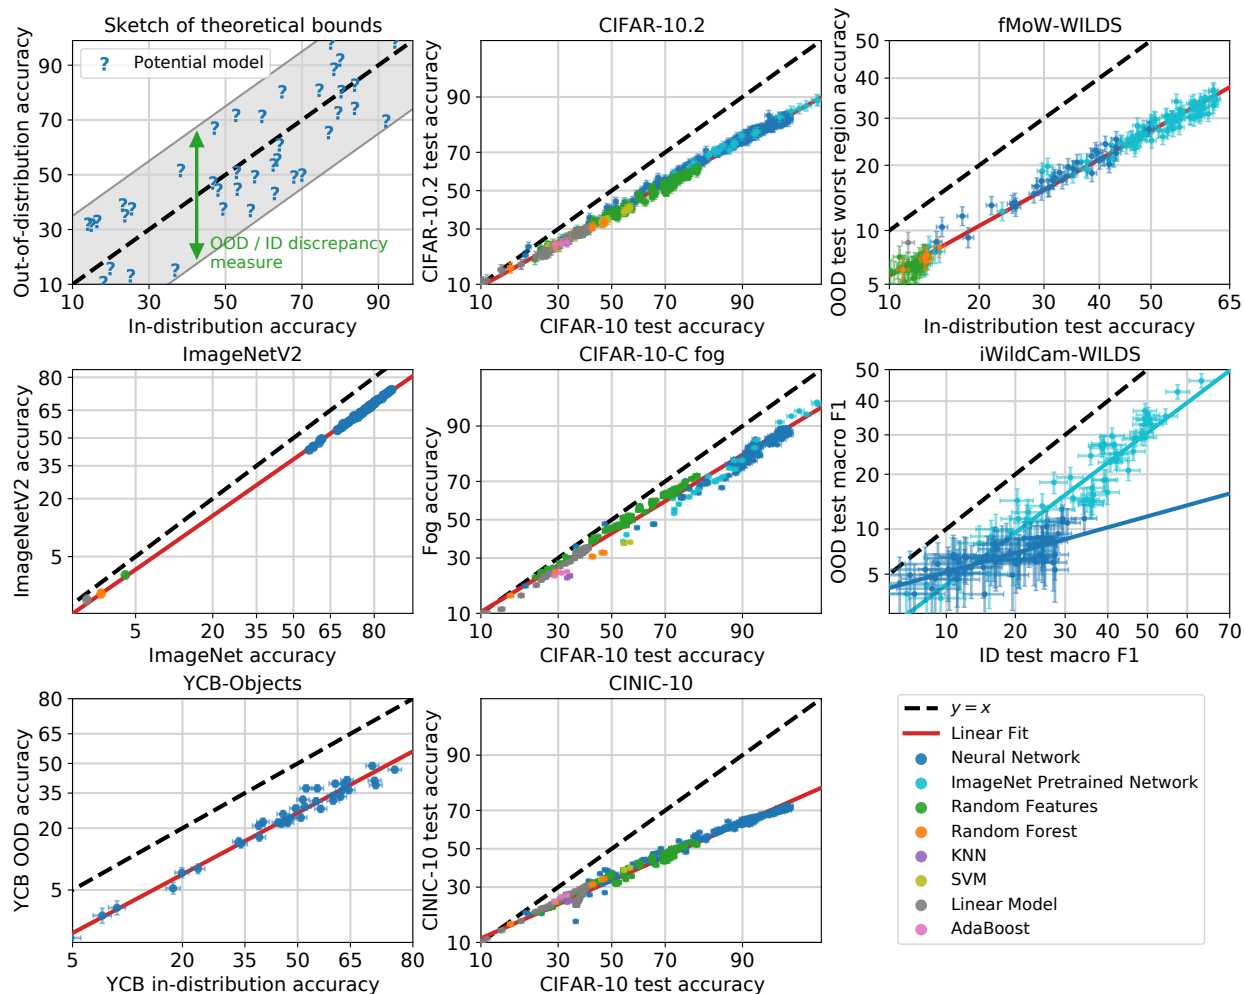 Sketch of theoretical bounds
Out-of-distribution accuracy
90
70
50
30
10
? Potential model
OOD / ID discrepancy
measure
10 30 50 70 90
In-distribution accuracy
CIFAR-10.2
CIFAR-10.2 test accuracy
90
70
50
30
10
10 30 50 70 90
CIFAR-10 test accuracy
fMoW-WILDS
OOD test worst region accuracy
50
40
30
20
10
5
10 20 30 40 50 65
In-distribution test accuracy
ImageNetV2
ImageNetV2 accuracy
80
65
50
35
20
5
5 20 35 50 65 80
ImageNet accuracy
CIFAR-10-C fog
Fog accuracy
90
70
50
30
10
10 30 50 70 90
CIFAR-10 test accuracy
iWildCam-WILDS
OOD test macro F1
50
40
30
20
10
5
10 20 30 40 50 60 70
ID test macro F1
YCB-Objects
YCB OOD accuracy
80
65
50
35
20
5
5 20 35 50 65 80
YCB in-distribution accuracy
CINIC-10
CINIC-10 test accuracy
90
70
50
30
10
10 30 50 70 90
CIFAR-10 test accuracy
y = x
Linear Fit
Neural Network
ImageNet Pretrained Network
Random Features
Random Forest
KNN
SVM
Linear Model
AdaBoost